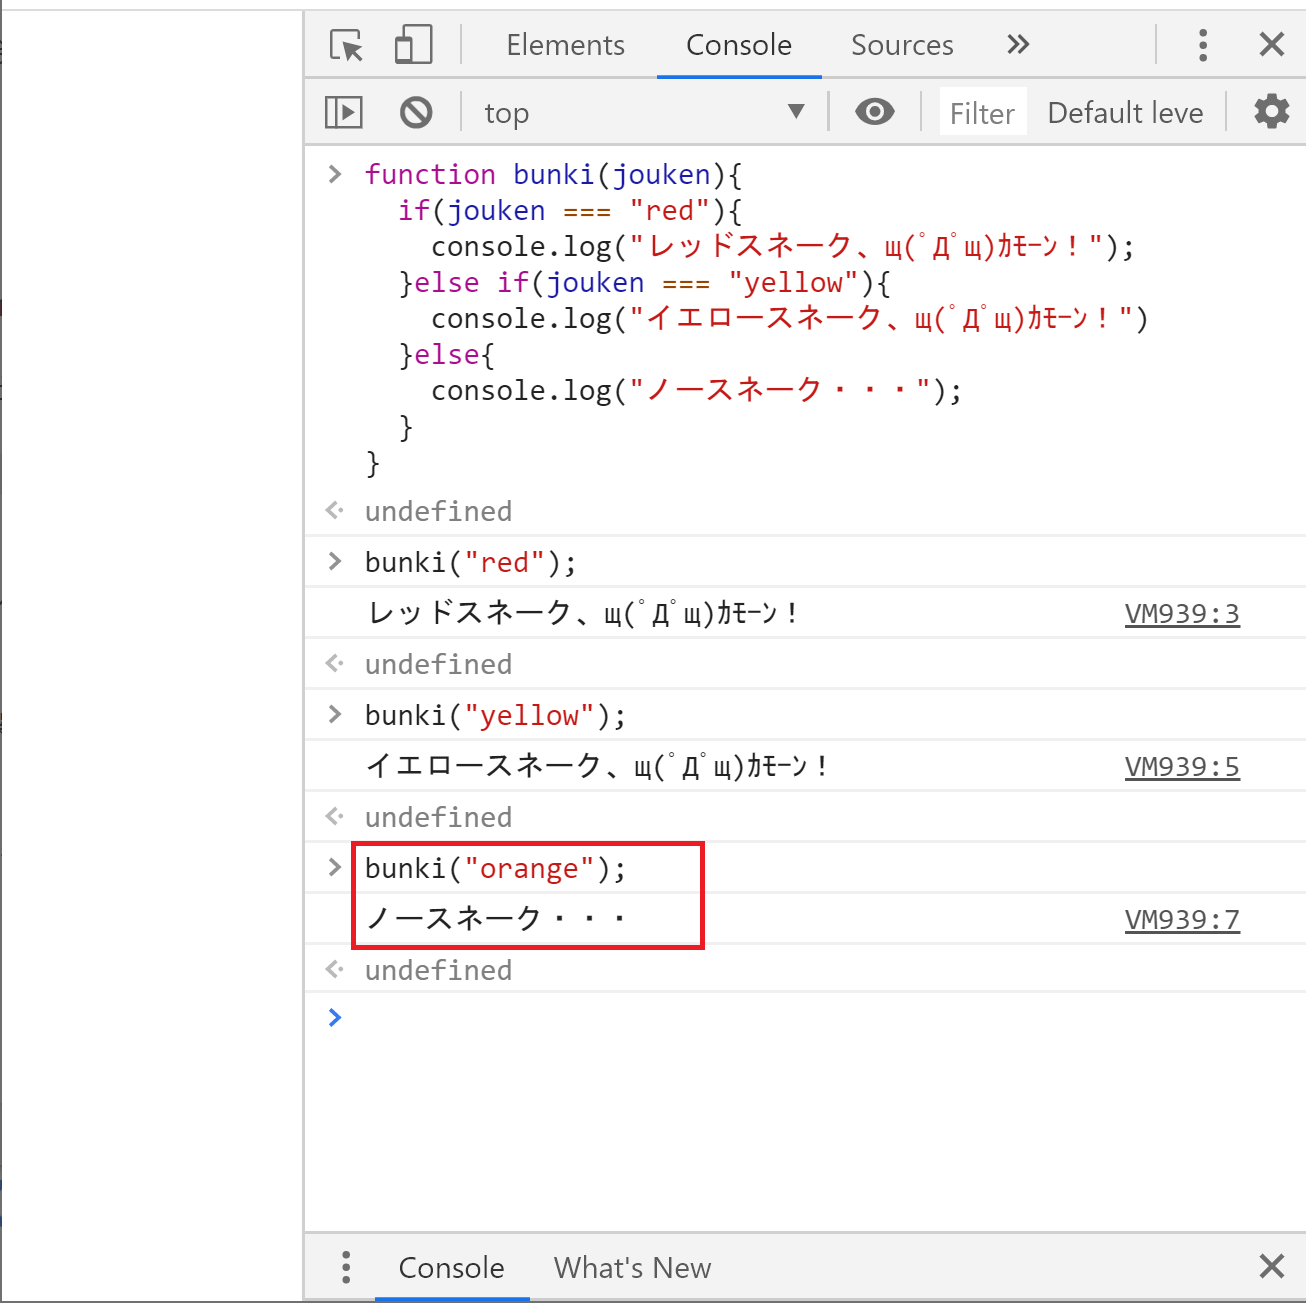 Elements Console Sources
top Filter Default leve
function bunki(jouken){
  if(jouken === "red"){
    console.log("レッドスネーク、щ(ﾟДﾟщ)ｶﾓｰﾝ！");
  }else if(jouken === "yellow"){
    console.log("イエロースネーク、щ(ﾟДﾟщ)ｶﾓｰﾝ！")
  }else{
    console.log("ノースネーク・・・");
  }
}
undefined
bunki("red");
レッドスネーク、щ(ﾟДﾟщ)ｶﾓｰﾝ！ VM939:3
undefined
bunki("yellow");
イエロースネーク、щ(ﾟДﾟщ)ｶﾓｰﾝ！ VM939:5
undefined
bunki("orange");
ノースネーク・・・ VM939:7
undefined
Console What's New